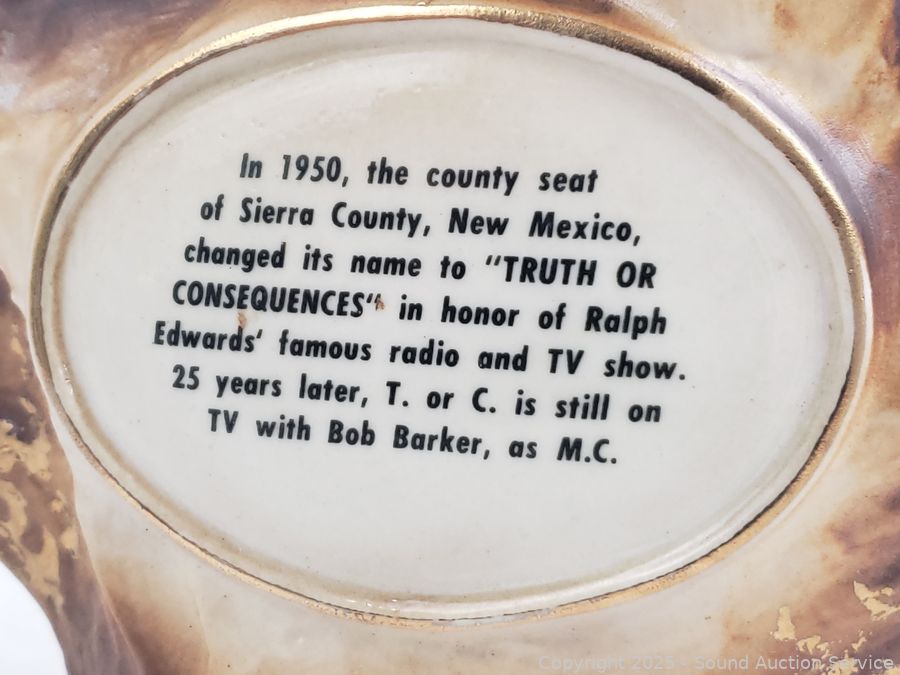 In 1950, the county seat
of Sierra County, New Mexico,
changed its name to "TRUTH OR
CONSEQUENCES" in honor of Ralph
Edwards' famous radio and TV show.
25 years later, T. or C. is still on
TV with Bob Barker, as M.C.
Copyright 2025 - Sound Auction Service